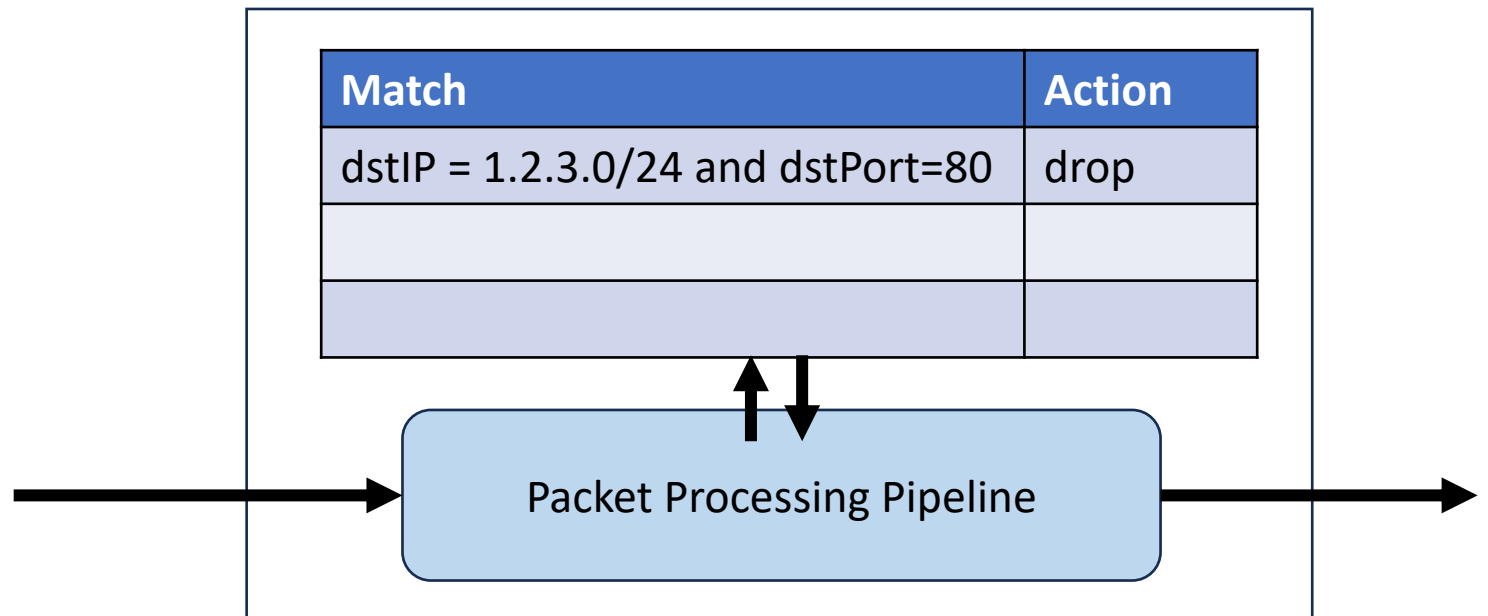 Match Action
dstIP = 1.2.3.0/24 and dstPort=80 drop
Packet Processing Pipeline